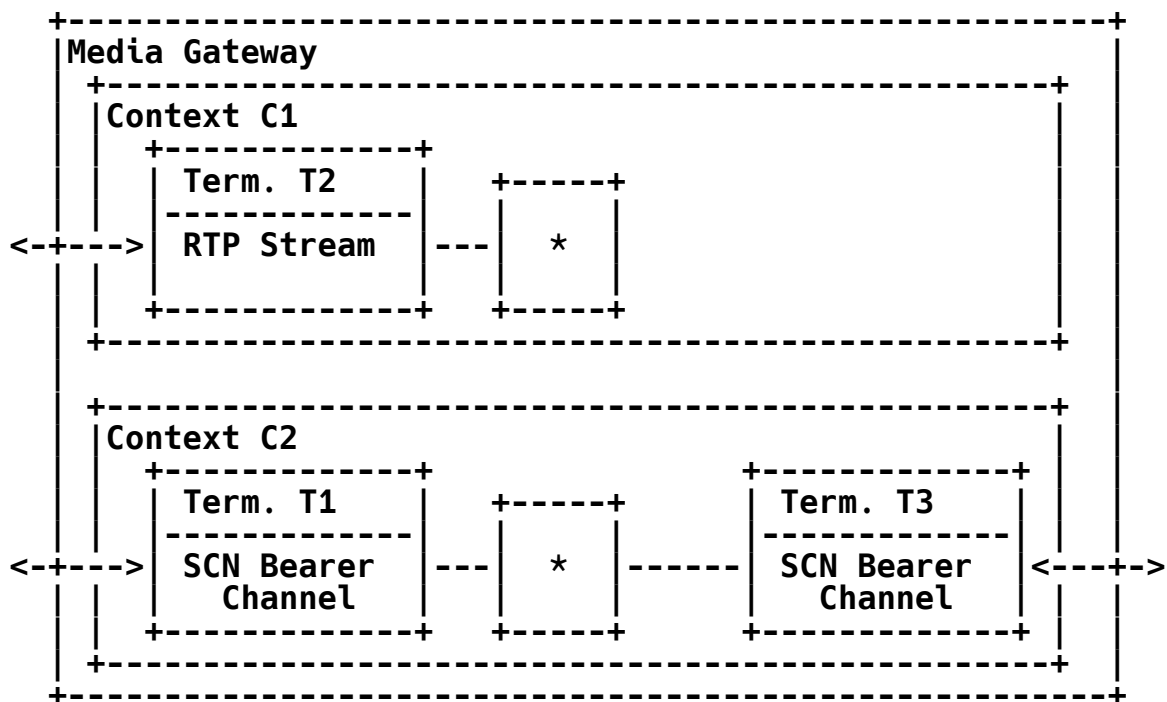 Media Gateway
Context C1
Term. T2
RTP Stream
*
Context C2
Term. T1
SCN Bearer
Channel
*
Term. T3
SCN Bearer
Channel